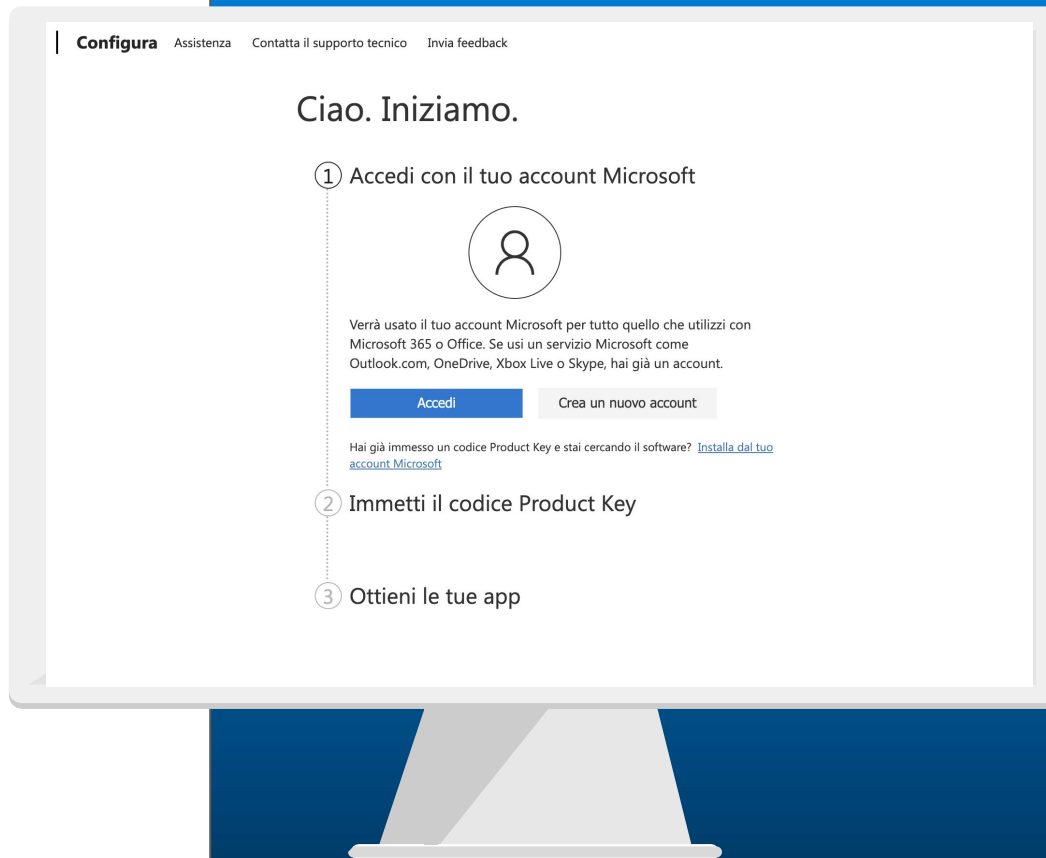 Configura Assistenza Contatta il supporto tecnico Invia feedback
Ciao. Iniziamo.
1 Accedi con il tuo account Microsoft
Verrà usato il tuo account Microsoft per tutto quello che utilizzi con
Microsoft 365 o Office. Se usi un servizio Microsoft come
Outlook.com, OneDrive, Xbox Live o Skype, hai già un account.
Accedi Crea un nuovo account
Hai già immesso un codice Product Key e stai cercando il software? Installa dal tuo
account Microsoft
2 Immetti il codice Product Key
3 Ottieni le tue app